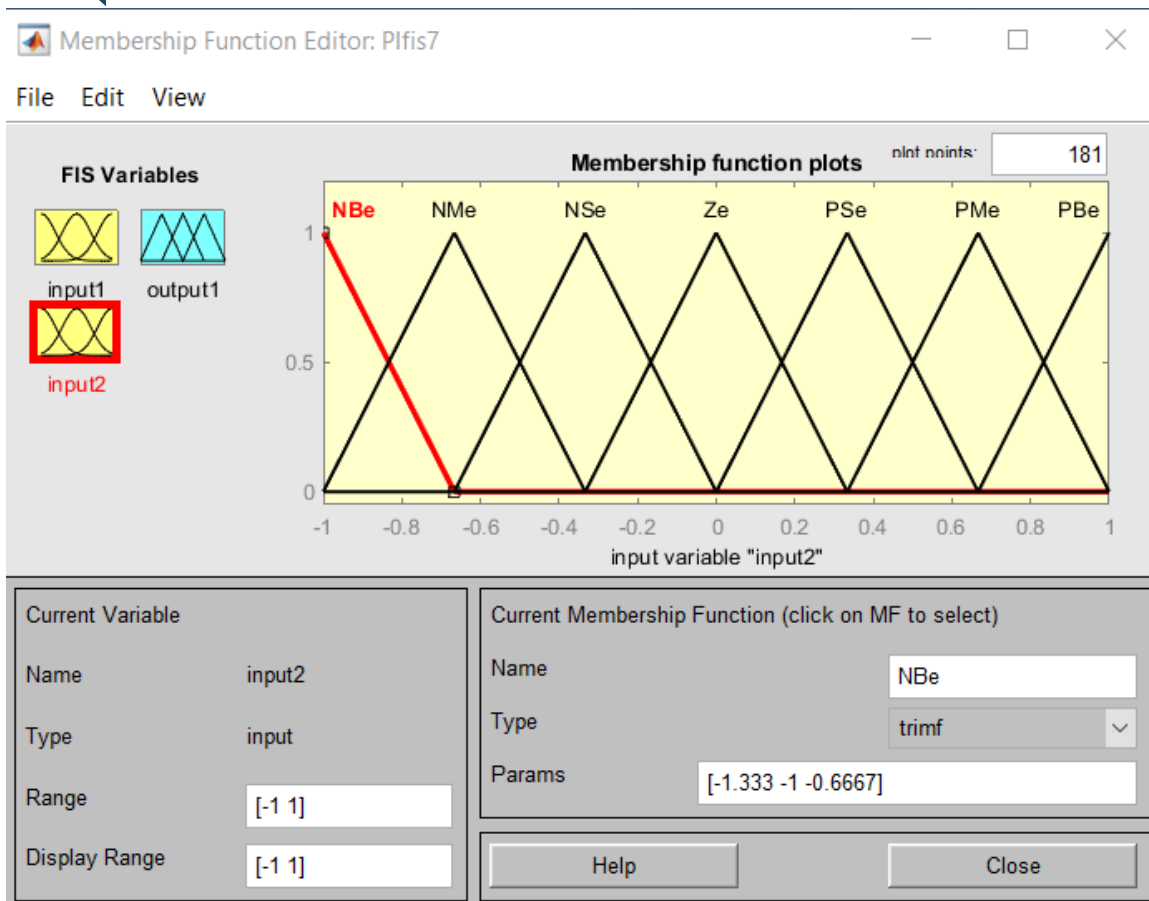 Membership Function Editor: PIfis7
File Edit View
FIS Variables
input1 output1
input2
Membership function plots
plot points: 181
NBe NMe NSe Ze PSe PMe PBe
1
0.5
0
-1 -0.8 -0.6 -0.4 -0.2 0 0.2 0.4 0.6 0.8 1
input variable "input2"
Current Variable
Name input2
Type input
Range [-1 1]
Display Range [-1 1]
Current Membership Function (click on MF to select)
Name NBe
Type trimf
Params [-1.333 -1 -0.6667]
Help Close